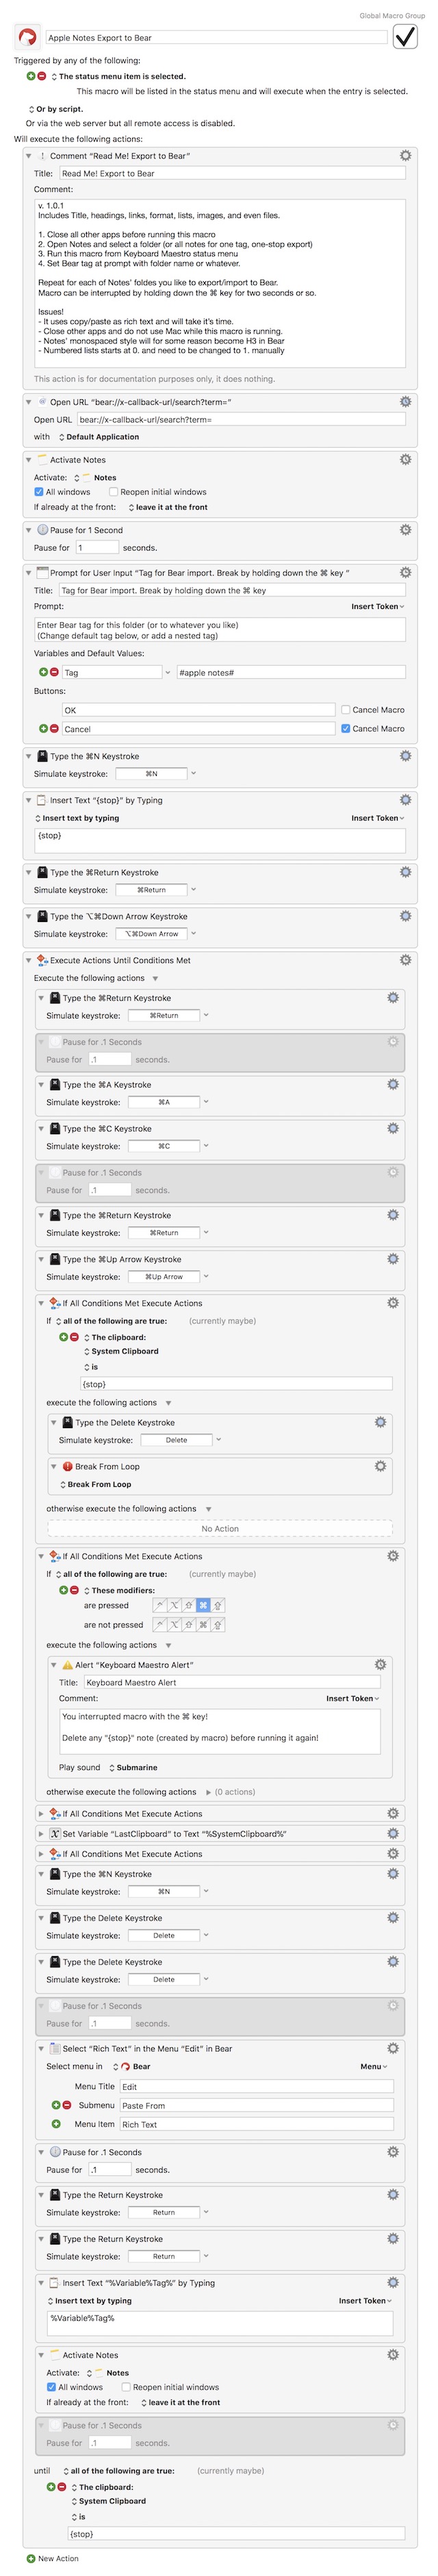 Global Macro Group
Apple Notes Export to Bear
Triggered by any of the following:
The status menu item is selected.
This macro will be listed in the status menu and will execute when the entry is selected.
Or by script.
Or via the web server but all remote access is disabled.
Will execute the following actions:
Comment “Read Me! Export to Bear”
Title: Read Me! Export to Bear
Comment:
v. 1.0.1
Includes Title, headings, links, format, lists, images, and even files.
1. Close all other apps before running this macro
2. Open Notes and select a folder (or all notes for one tag, one-stop export)
3. Run this macro from Keyboard Maestro status menu
4. Set Bear tag at prompt with folder name or whatever.
Repeat for each of Notes' foldes you like to export/import to Bear.
Macro can be interrupted by holding down the ⌘ key for two seconds or so.
Issues!
- It uses copy/paste as rich text and will take it's time.
- Close other apps and do not use Mac while this macro is running.
- Notes' monospaced style will for some reason become H3 in Bear
- Numbered lists starts at 0. and need to be changed to 1. manually
This action is for documentation purposes only, it does nothing.
Open URL “bear://x-callback-url/search?term=”
Open URL bear://x-callback-url/search?term=
with Default Application
Activate Notes
Activate: Notes
All windows Reopen initial windows
If already at the front: leave it at the front
Pause for 1 Second
Pause for 1 seconds.
Prompt for User Input “Tag for Bear import. Break by holding down the ⌘ key ”
Title: Tag for Bear import. Break by holding down the ⌘ key
Prompt: Insert Token
Enter Bear tag for this folder (or to whatever you like)
(Change default tag below, or add a nested tag)
Variables and Default Values:
Tag #apple notes#
Buttons:
OK Cancel Macro
Cancel Cancel Macro
Type the ⌘N Keystroke
Simulate keystroke: ⌘N
Insert Text “{stop}” by Typing
Insert text by typing Insert Token
{stop}
Type the ⌘Return Keystroke
Simulate keystroke: ⌘Return
Type the ⌥⌘Down Arrow Keystroke
Simulate keystroke: ⌥⌘Down Arrow
Execute Actions Until Conditions Met
Execute the following actions
Type the ⌘Return Keystroke
Simulate keystroke: ⌘Return
Pause for .1 Seconds
Pause for .1 seconds.
Type the ⌘A Keystroke
Simulate keystroke: ⌘A
Type the ⌘C Keystroke
Simulate keystroke: ⌘C
Pause for .1 Seconds
Pause for .1 seconds.
Type the ⌘Return Keystroke
Simulate keystroke: ⌘Return
Type the ⌘Up Arrow Keystroke
Simulate keystroke: ⌘Up Arrow
If All Conditions Met Execute Actions
If all of the following are true: (currently maybe)
The clipboard:
System Clipboard
is
{stop}
execute the following actions
Type the Delete Keystroke
Simulate keystroke: Delete
Break From Loop
Break From Loop
otherwise execute the following actions
No Action
If All Conditions Met Execute Actions
If all of the following are true: (currently maybe)
These modifiers:
are pressed ^ ⌥ ⇧ ⌘ ⇪
are not pressed ^ ⌥ ⇧ ⌘ ⇪
execute the following actions
Alert “Keyboard Maestro Alert”
Title: Keyboard Maestro Alert
Comment: Insert Token
You interrupted macro with the ⌘ key!
Delete any "{stop}" note (created by macro) before running it again!
Play sound Submarine
otherwise execute the following actions (0 actions)
If All Conditions Met Execute Actions
Set Variable “LastClipboard” to Text “%SystemClipboard%”
If All Conditions Met Execute Actions
Type the ⌘N Keystroke
Simulate keystroke: ⌘N
Type the Delete Keystroke
Simulate keystroke: Delete
Type the Delete Keystroke
Simulate keystroke: Delete
Pause for .1 Seconds
Pause for .1 seconds.
Select “Rich Text” in the Menu “Edit” in Bear
Select menu in Bear Menu
Menu Title Edit
Submenu Paste From
Menu Item Rich Text
Pause for .1 Seconds
Pause for .1 seconds.
Type the Return Keystroke
Simulate keystroke: Return
Type the Return Keystroke
Simulate keystroke: Return
Insert Text “%Variable%Tag%” by Typing
Insert text by typing Insert Token
%Variable%Tag%
Activate Notes
Activate: Notes
All windows Reopen initial windows
If already at the front: leave it at the front
Pause for .1 Seconds
Pause for .1 seconds.
until all of the following are true: (currently maybe)
The clipboard:
System Clipboard
is
{stop}
New Action